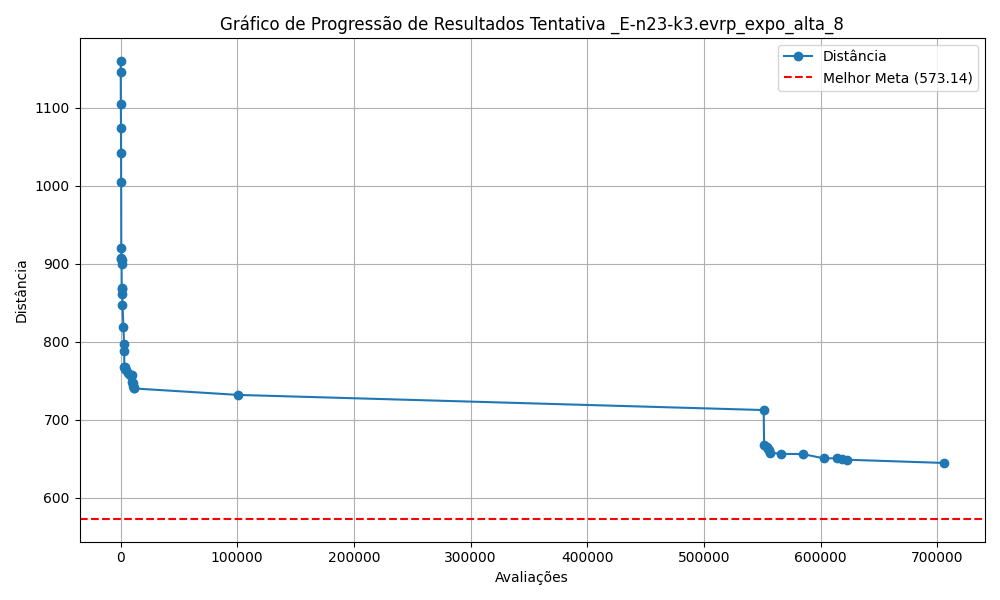 Gráfico de Progressão de Resultados Tentativa _E-n23-k3.evrp_expo_alta_8
Distância
Melhor Meta (573.14)
1100
1000
900
800
700
600
Distância
0
100000
200000
300000
400000
500000
600000
700000
Avaliações